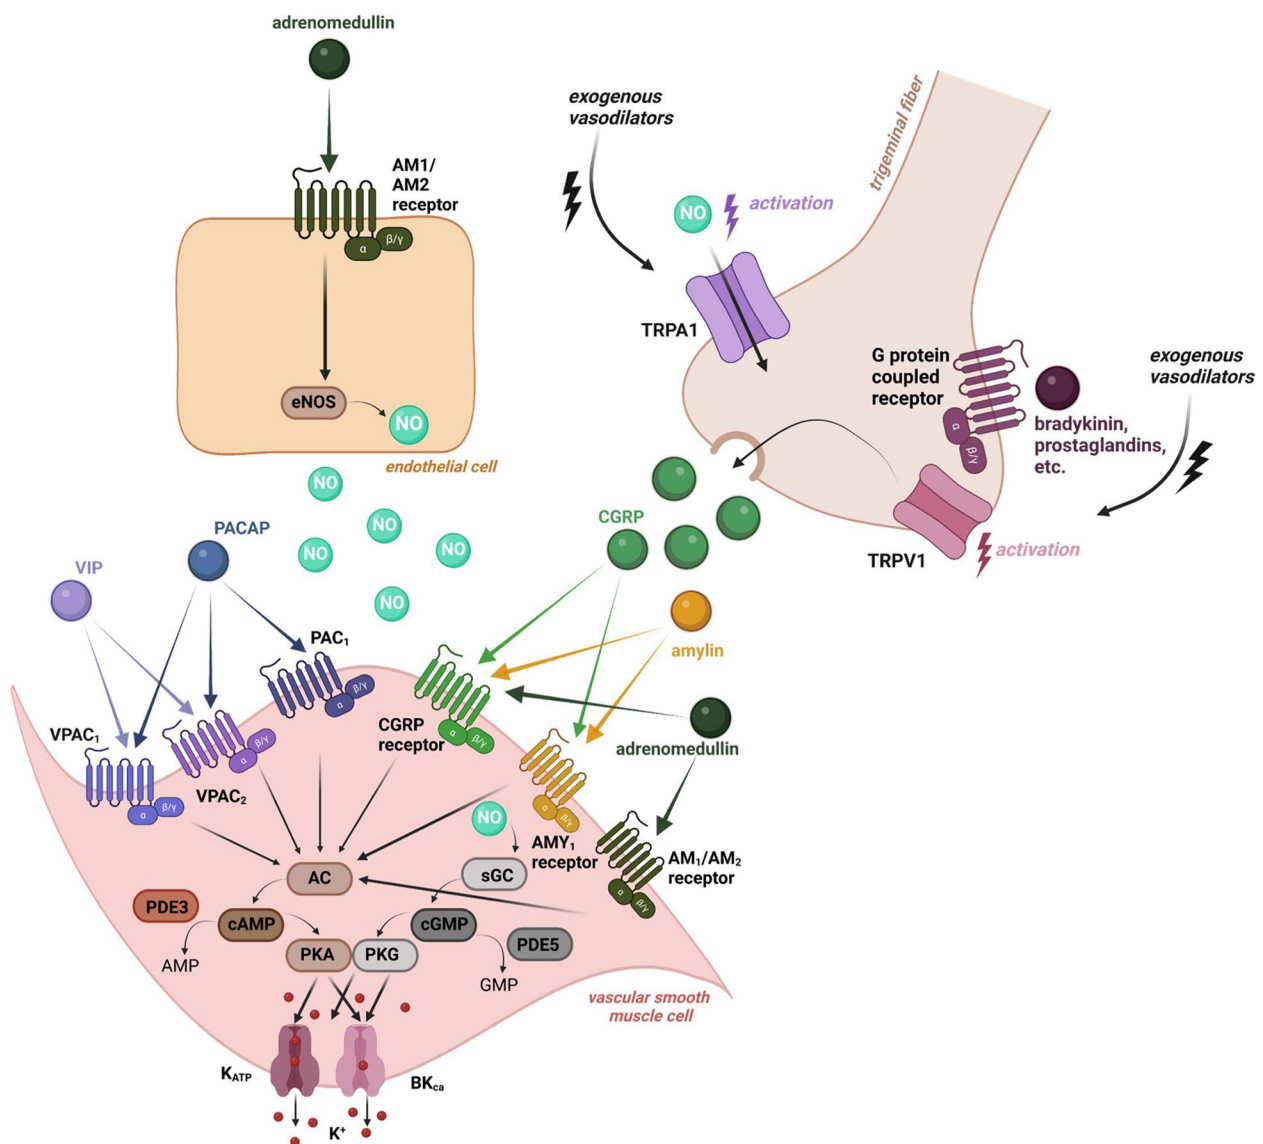 adrenomedullin
AM1/
AM2
receptor
α
β/γ
eNOS
NO
endothelial cell
exogenous
vasodilators
trigeminal fiber
NO
activation
TRPA1
G protein
coupled
receptor
α
β/γ
bradykinin,
prostaglandins,
etc.
exogenous
vasodilators
TRPV1
activation
NO
NO
NO
NO
NO
PACAP
VIP
CGRP
amylin
adrenomedullin
PAC₁
α
β/γ
VPAC₁
α
β/γ
VPAC₂
α
β/γ
CGRP
receptor
α
β/γ
AMY₁
receptor
α
β/γ
AM₁/AM₂
receptor
α
β/γ
NO
sGC
AC
PDE3
cAMP
AMP
PKA
PKG
cGMP
PDE5
GMP
vascular smooth
muscle cell
K_ATP
BK_ca
K⁺